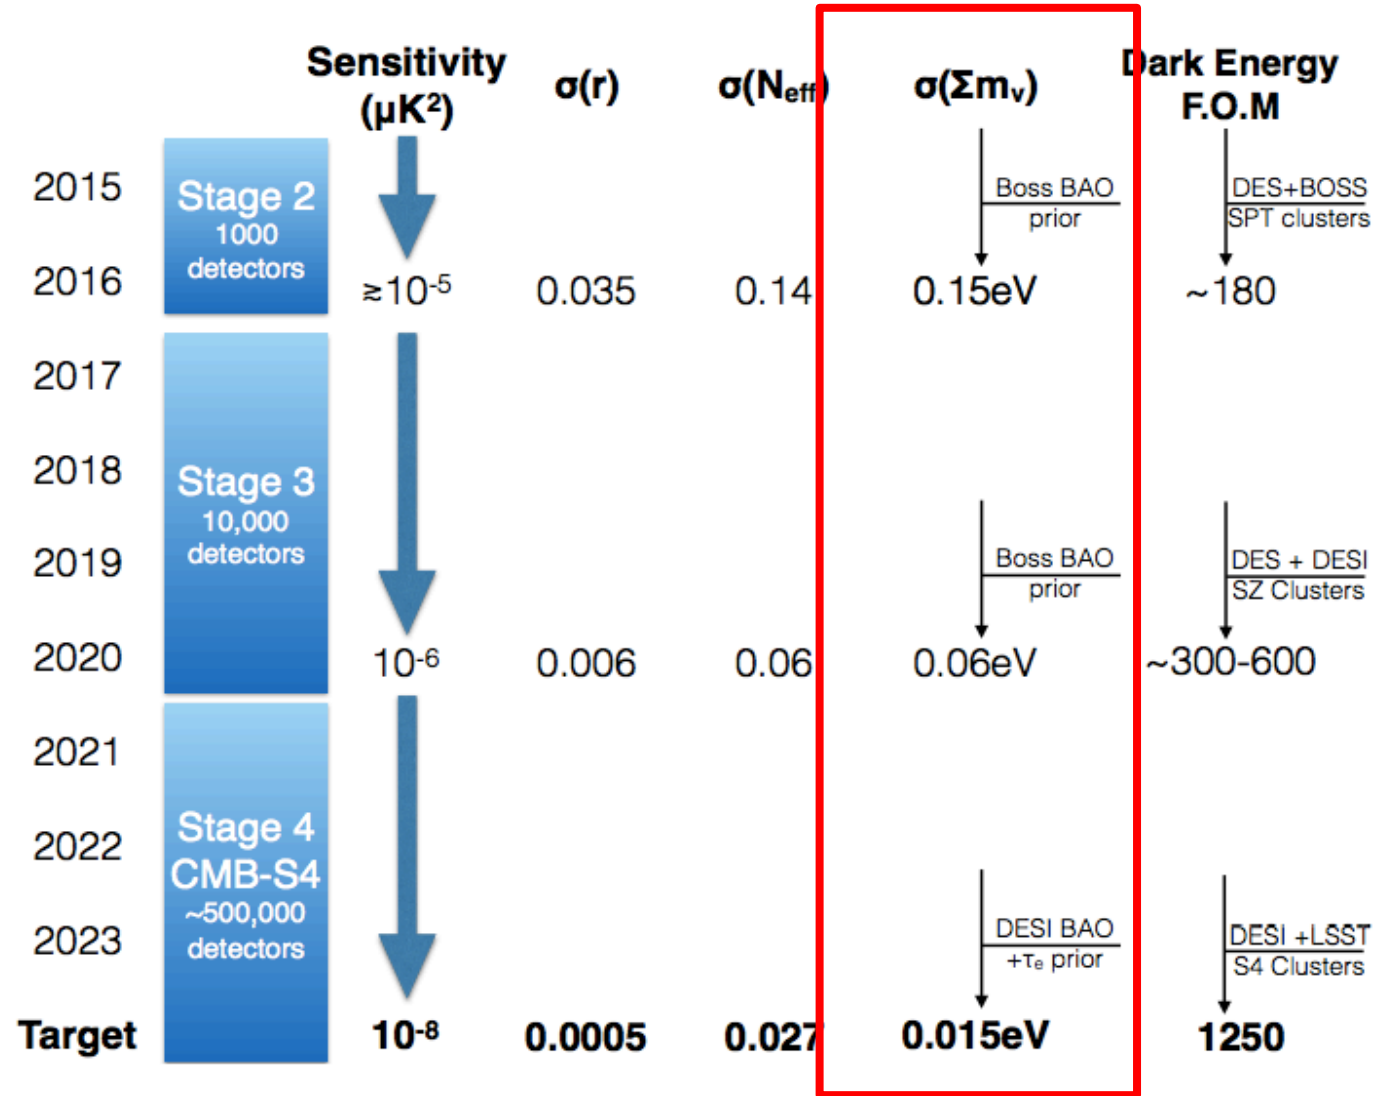 Sensitivity (μK²) σ(r) σ(Neff) σ(Σmν) Dark Energy F.O.M
2015 Stage 2 Boss BAO DES+BOSS
1000 prior SPT clusters
2016 detectors ≳10⁻⁵ 0.035 0.14 0.15eV ~180
2017
2018 Stage 3
10,000
2019 detectors Boss BAO DES + DESI
prior SZ Clusters
2020 10⁻⁶ 0.006 0.06 0.06eV ~300-600
2021
Stage 4
2022
CMB-S4
~500,000
2023 detectors DESI BAO DESI +LSST
+τe prior S4 Clusters
Target 10⁻⁸ 0.0005 0.027 0.015eV 1250